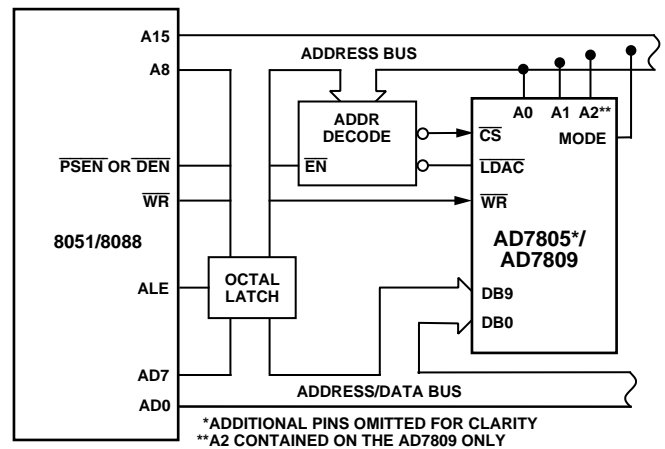 A15
ADDRESS BUS
A8
A0 A1 A2**
ADDR
DECODE
CS
MODE
PSEN OR DEN
EN
LDAC
WR
WR
8051/8088
AD7805*/
AD7809
OCTAL
LATCH
ALE
DB9
DB0
AD7
ADDRESS/DATA BUS
AD0
*ADDITIONAL PINS OMITTED FOR CLARITY
**A2 CONTAINED ON THE AD7809 ONLY